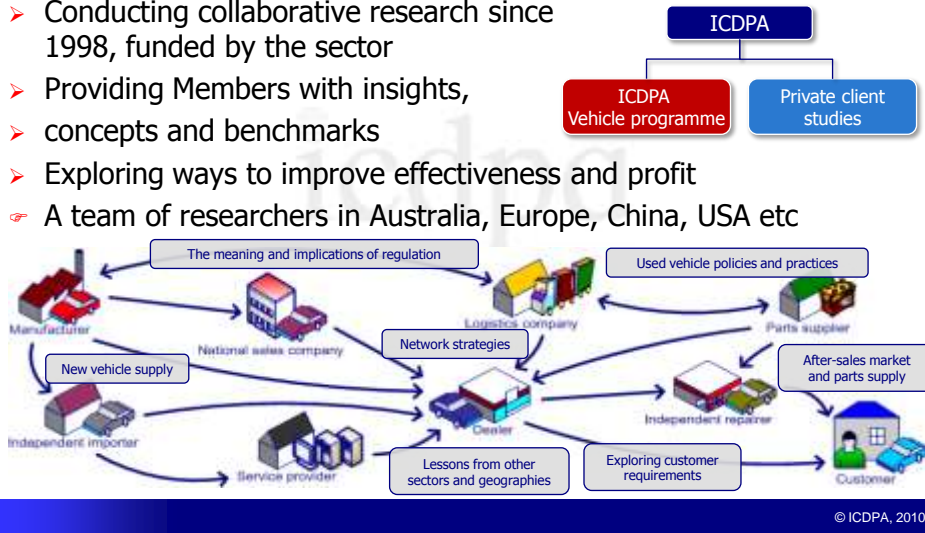 Conducting collaborative research since
1998, funded by the sector
Providing Members with insights,
concepts and benchmarks
Exploring ways to improve effectiveness and profit
A team of researchers in Australia, Europe, China, USA etc
ICDPA
ICDPA
Vehicle programme
Private client
studies
icdpa
The meaning and implications of regulation
Used vehicle policies and practices
Manufacturer
National sales company
Logistics company
Parts supplier
Network strategies
New vehicle supply
After-sales market
and parts supply
Independent importer
Dealer
Independent repairer
Service provider
Lessons from other
sectors and geographies
Exploring customer
requirements
Customer
© ICDPA, 2010